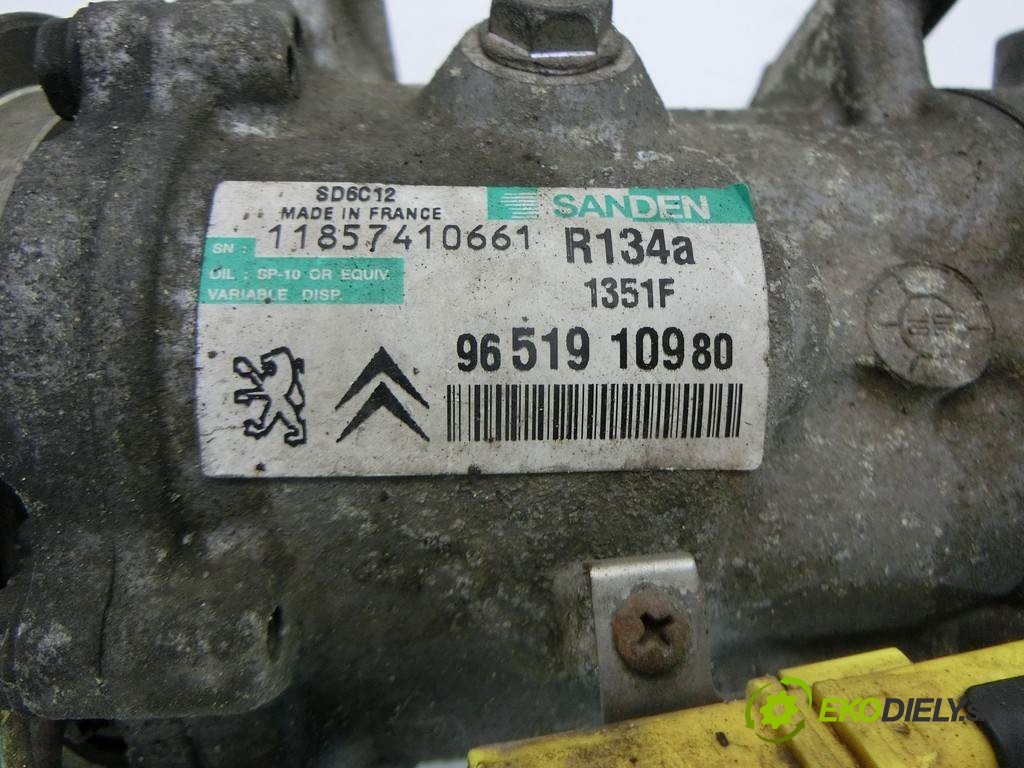 SD6C12
MADE IN FRANCE
SANDEN
SN : 11857410661
R134a
OIL : SP-10 OR EQUIV.
VARIABLE DISP.
1351F
96 519 109 80
EKODIELY.S